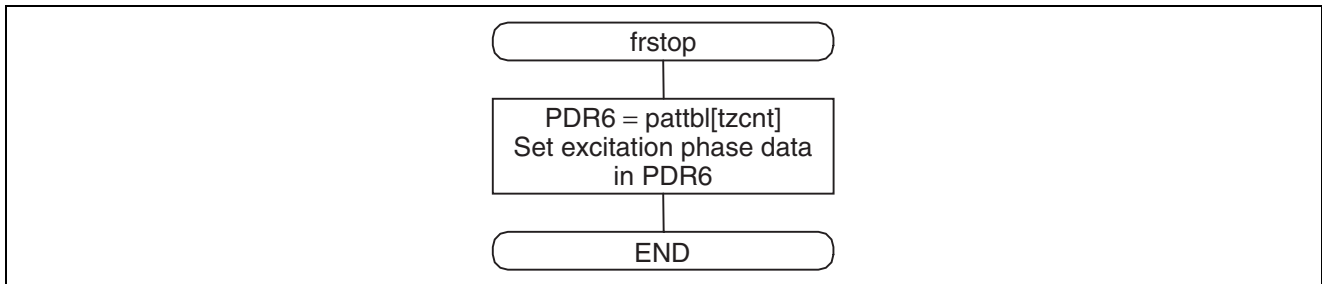 frstop
PDR6 = pattbl[tzcnt]
Set excitation phase data
in PDR6
END